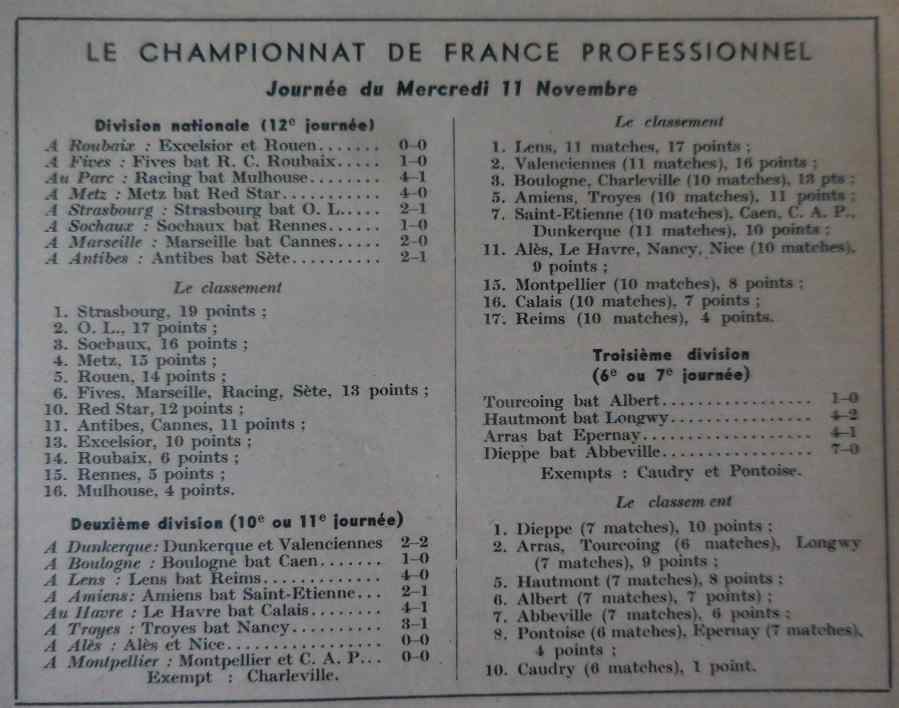 LE CHAMPIONNAT DE FRANCE PROFESSIONNEL
Journée du Mercredi 11 Novembre
Division nationale (12e journée)
A Roubaix : Excelsior et Rouen....... 0-0
A Fives : Fives bat R. C. Roubaix..... 1-0
Au Parc : Racing bat Mulhouse......... 4-1
A Metz : Metz bat Red Star........... 4-0
A Strasbourg : Strasbourg bat O. L..... 2-1
A Sochaux : Sochaux bat Rennes..... 1-0
A Marseille : Marseille bat Cannes..... 2-0
A Antibes : Antibes bat Sète.......... 2-1
Le classement
1. Strasbourg, 19 points ;
2. O. L., 17 points ;
3. Sochaux, 16 points ;
4. Metz, 15 points ;
5. Rouen, 14 points ;
6. Fives, Marseille, Racing, Sète, 13 points ;
10. Red Star, 12 points ;
11. Antibes, Cannes, 11 points ;
13. Excelsior, 10 points ;
14. Roubaix, 6 points ;
15. Rennes, 5 points ;
16. Mulhouse, 4 points.
Deuxième division (10e ou 11e journée)
A Dunkerque: Dunkerque et Valenciennes 2-2
A Boulogne : Boulogne bat Caen....... 1-0
A Lens : Lens bat Reims............. 4-0
A Amiens: Amiens bat Saint-Etienne... 2-1
Au Havre : Le Havre bat Calais....... 4-1
A Troyes : Troyes bat Nancy.......... 3-1
A Alès : Alès et Nice............... 0-0
A Montpellier : Montpellier et C. A. P... 0-0
Exempt : Charleville.
Le classement
1. Lens, 11 matches, 17 points ;
2. Valenciennes (11 matches), 16 points ;
3. Boulogne, Charleville (10 matches), 13 pts ;
5. Amiens, Troyes (10 matches), 11 points ;
7. Saint-Etienne (10 matches), Caen, C. A. P.,
Dunkerque (11 matches), 10 points ;
11. Alès, Le Havre, Nancy, Nice (10 matches),
9 points ;
15. Montpellier (10 matches), 8 points ;
16. Calais (10 matches), 7 points ;
17. Reims (10 matches), 4 points.
Troisième division
(6e ou 7e journée)
Tourcoing bat Albert................. 1-0
Hautmont bat Longwy................ 4-2
Arras bat Epernay................... 4-1
Dieppe bat Abbeville................. 7-0
Exempts : Caudry et Pontoise.
Le classem ent
1. Dieppe (7 matches), 10 points ;
2. Arras, Tourcoing (6 matches), Longwy
(7 matches), 9 points ;
5. Hautmont (7 matches), 8 points ;
6. Albert (7 matches, 7 points) ;
7. Abbeville (7 matches), 6 points ;
8. Pontoise (6 matches), Epernay (7 matches),
4 points ;
10. Caudry (6 matches), 1 point.